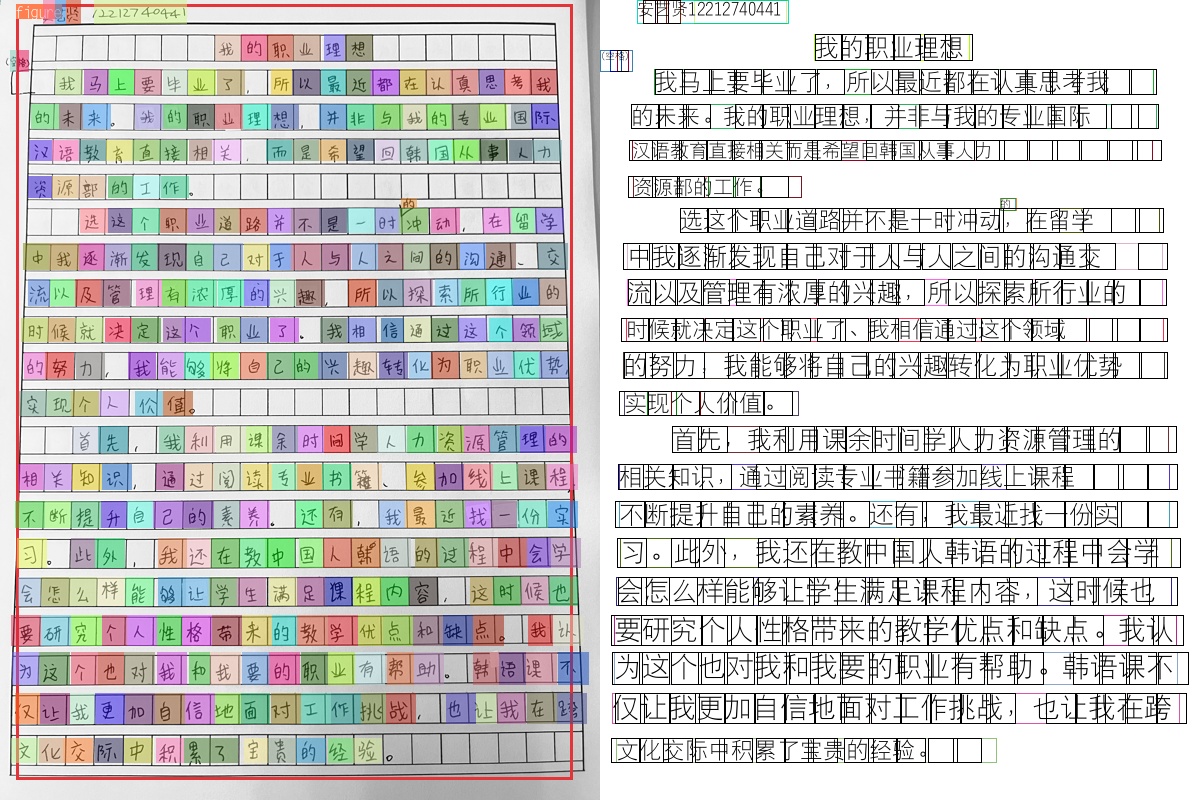 figure
安艺贤 12212740441
我的职业理想
(空格)
我马上要毕业了，所以最近都在认真思考我
的未来。我的职业理想，并非与我的专业国际
汉语教育直接相关，而是希望回韩国从事人力
资源部的工作。
的
选这个职业道路并不是一时冲动，在留学
中我逐渐发现自己对于人与人之间的沟通、交
流以及管理有浓厚的兴趣，所以探索所行业的
时候就决定这个职业了。我相信通过这个领域
的努力，我能够将自己的兴趣转化为职业优势，
实现个人价值。
首先，我利用课余时间学人力资源管理的
相关知识，通过阅读专业书籍、参加线上课程，
不断提升自己的素养。还有，我最近找一份实
习。此外，我还在教中国人韩语的过程中会学
会怎么样能够让学生满足课程内容，这时候也
要研究个人性格带来的教学优点和缺点。我认
为这个也对我和我要的职业有帮助。韩语课不
仅让我更加自信地面对工作挑战，也让我在跨
文化交际中积累了宝贵的经验。
安艺贤12212740441
我的职业理想
(空格)
我马上要毕业了，所以最近都在认真思考我
的未来。我的职业理想，并非与我的专业国际
汉语教育直接相关而是希望回韩国从事人力
资源部的工作。
的
选这个职业道路并不是十时冲动，在留学
中我逐渐发现自己对于人与人之间的沟通交
流以及管理有浓厚的兴趣，所以探索所行业的
时候就决定这个职业了、我相信通过这个领域
的努力，我能够将自己的兴趣转化为职业优势
实现个人价值。
首先，我利用课余时间学人力资源管理的
相关知识，通过阅读专业书籍参加线上课程
不断提升自己的素养。还有，我最近找一份实
习。此外，我还在教中国人韩语的过程中会学
会怎么样能够让学生满足课程内容，这时候也
要研究个人性格带来的教学优点和缺点。我认
为这个也对我和我要的职业有帮助。韩语课不
仅让我更加自信地面对工作挑战，也让我在跨
文化交际中积累了宝贵的经验。